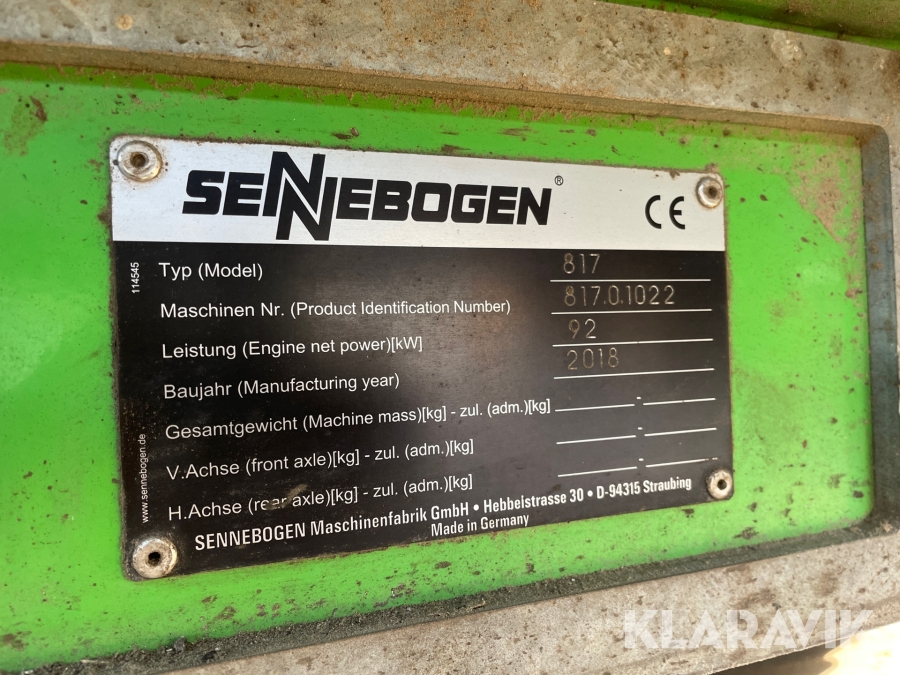 SENNEBOGEN®
CE
114545
Typ (Model) 817
Maschinen Nr. (Product Identification Number) 817.0.1022
Leistung (Engine net power)[kW] 92
Baujahr (Manufacturing year) 2018
Gesamtgewicht (Machine mass)[kg] - zul. (adm.)[kg] -
V.Achse (front axle)[kg] - zul. (adm.)[kg] -
H.Achse (rear axle)[kg] - zul. (adm.)[kg] -
www.sennebogen.de
SENNEBOGEN Maschinenfabrik GmbH • Hebbelstrasse 30 • D-94315 Straubing
Made in Germany
KLARAVIK